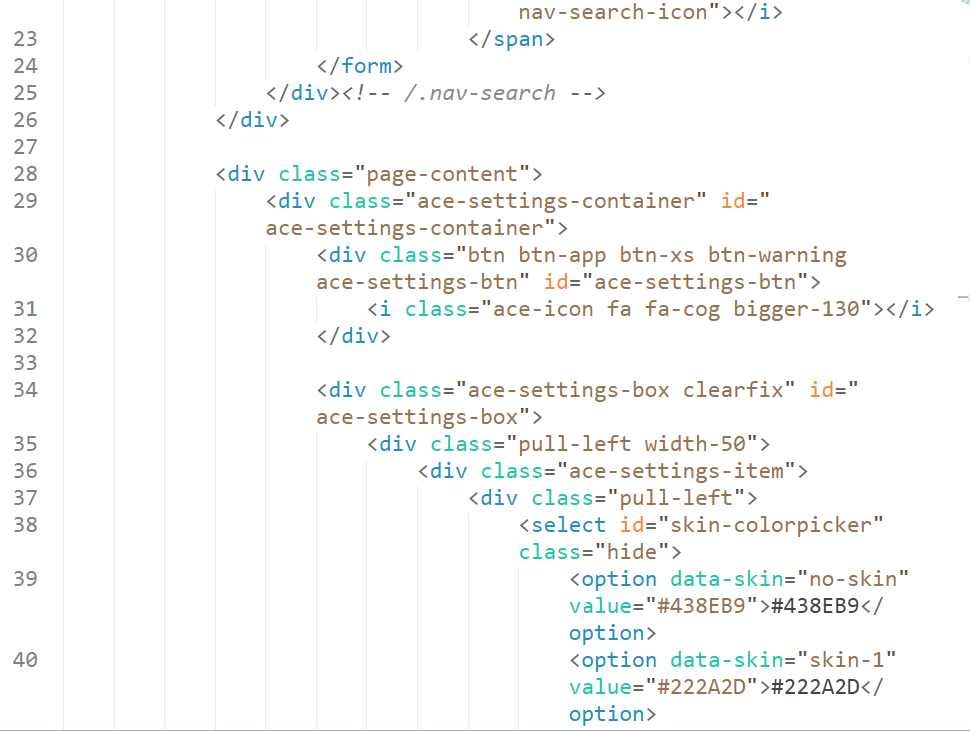 nav-search-icon"></i>
23 </span>
24 </form>
25 </div><!-- /.nav-search -->
26 </div>
27
28 <div class="page-content">
29 <div class="ace-settings-container" id="
ace-settings-container">
30 <div class="btn btn-app btn-xs btn-warning
ace-settings-btn" id="ace-settings-btn">
31 <i class="ace-icon fa fa-cog bigger-130"></i>
32 </div>
33
34 <div class="ace-settings-box clearfix" id="
ace-settings-box">
35 <div class="pull-left width-50">
36 <div class="ace-settings-item">
37 <div class="pull-left">
38 <select id="skin-colorpicker"
class="hide">
39 <option data-skin="no-skin"
value="#438EB9">#438EB9</
option>
40 <option data-skin="skin-1"
value="#222A2D">#222A2D</
option>